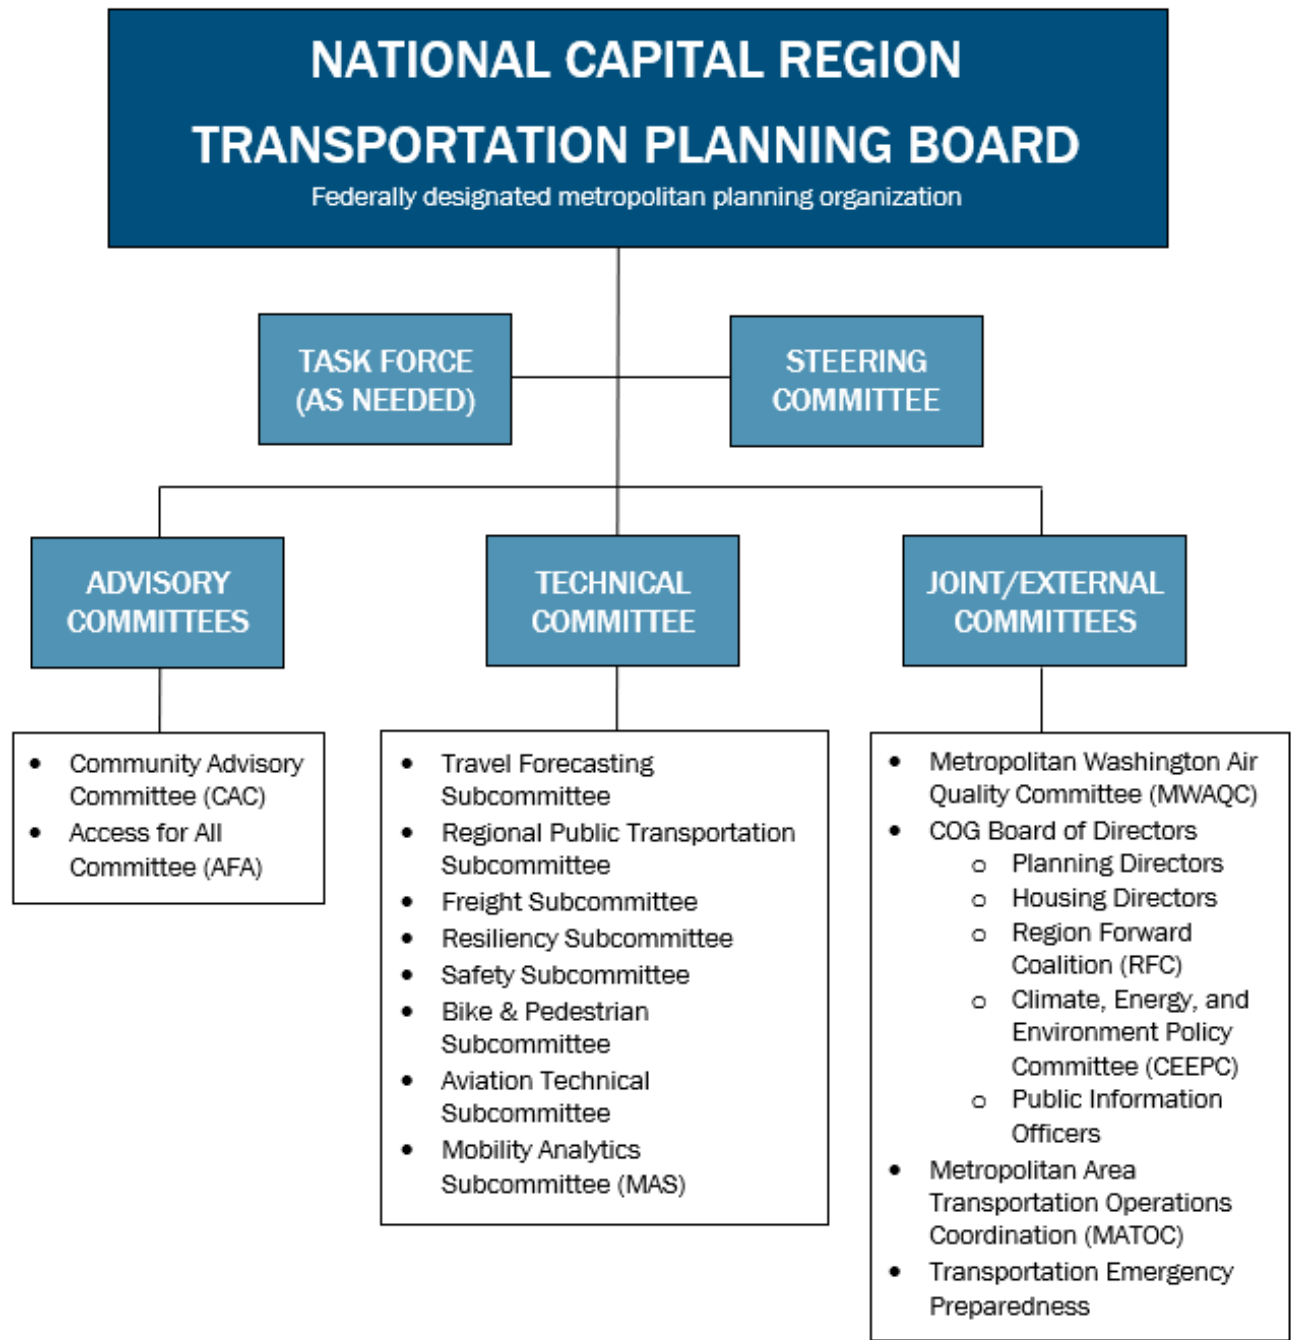 NATIONAL CAPITAL REGION
TRANSPORTATION PLANNING BOARD
Federally designated metropolitan planning organization
TASK FORCE
(AS NEEDED)
STEERING
COMMITTEE
ADVISORY
COMMITTEES
TECHNICAL
COMMITTEE
JOINT/EXTERNAL
COMMITTEES
• Community Advisory
Committee (CAC)
• Access for All
Committee (AFA)
• Travel Forecasting
Subcommittee
• Regional Public Transportation
Subcommittee
• Freight Subcommittee
• Resiliency Subcommittee
• Safety Subcommittee
• Bike & Pedestrian
Subcommittee
• Aviation Technical
Subcommittee
• Mobility Analytics
Subcommittee (MAS)
• Metropolitan Washington Air
Quality Committee (MWAQC)
• COG Board of Directors
o Planning Directors
o Housing Directors
o Region Forward
Coalition (RFC)
o Climate, Energy, and
Environment Policy
Committee (CEEPC)
o Public Information
Officers
• Metropolitan Area
Transportation Operations
Coordination (MATOC)
• Transportation Emergency
Preparedness